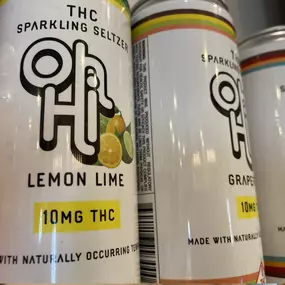 THC
SPARKLING SELTZER
Oh
Hi
LEMON LIME
10MG THC
WITH NATURALLY OCCURRING
THC
SPARKLING
Oh
Hi
10MG
MADE WITH NATURALLY